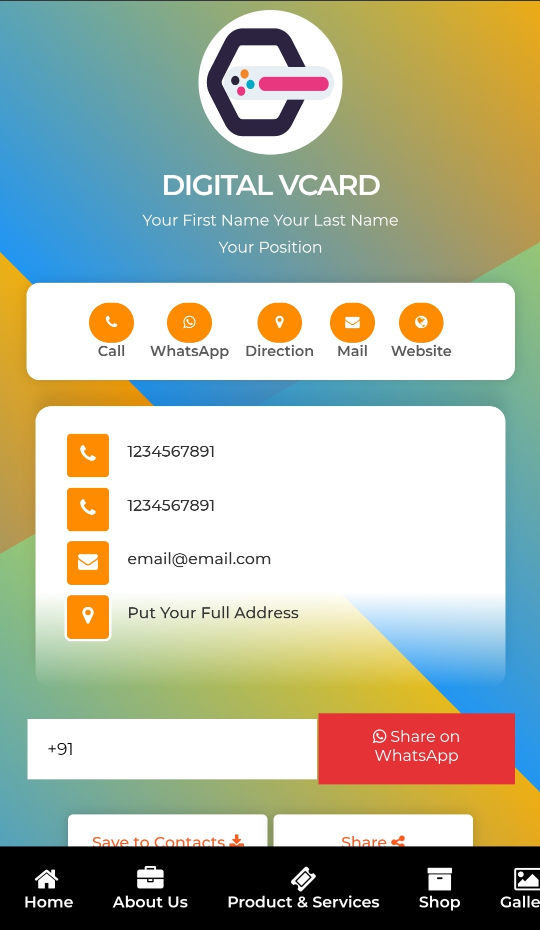 DIGITAL VCARD
Your First Name Your Last Name
Your Position
Call WhatsApp Direction Mail Website
1234567891
1234567891
email@email.com
Put Your Full Address
+91
Share on
WhatsApp
Save to Contacts Share
Home About Us Product & Services Shop Galle